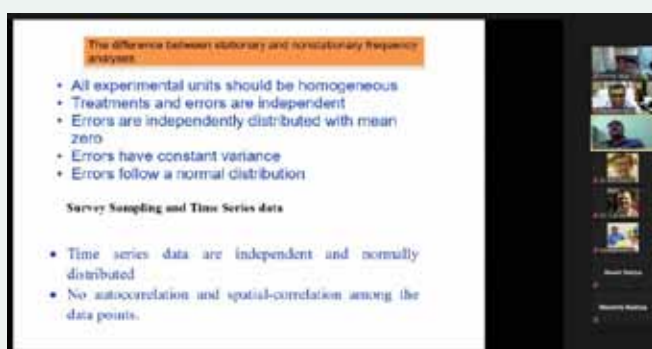 The difference between stationary and nonstationary frequency
analyses
• All experimental units should be homogeneous
• Treatments and errors are independent
• Errors are independently distributed with mean
zero
• Errors have constant variance
• Errors follow a normal distribution
Survey Sampling and Time Series data
• Time series data are independent and normally
distributed
• No autocorrelation and spatial-correlation among the
data points.